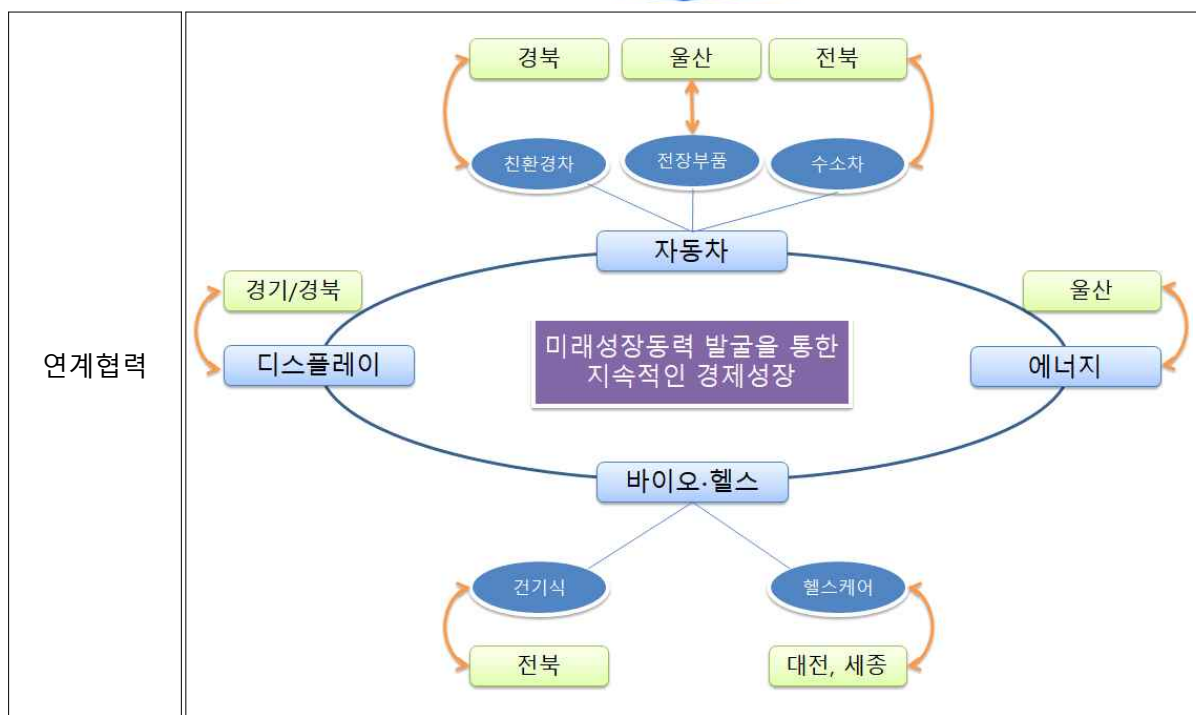 연계협력
경북
울산
전북
친환경차
전장부품
수소차
자동차
경기/경북
울산
디스플레이
미래성장동력 발굴을 통한
지속적인 경제성장
에너지
바이오·헬스
건기식
헬스케어
전북
대전, 세종